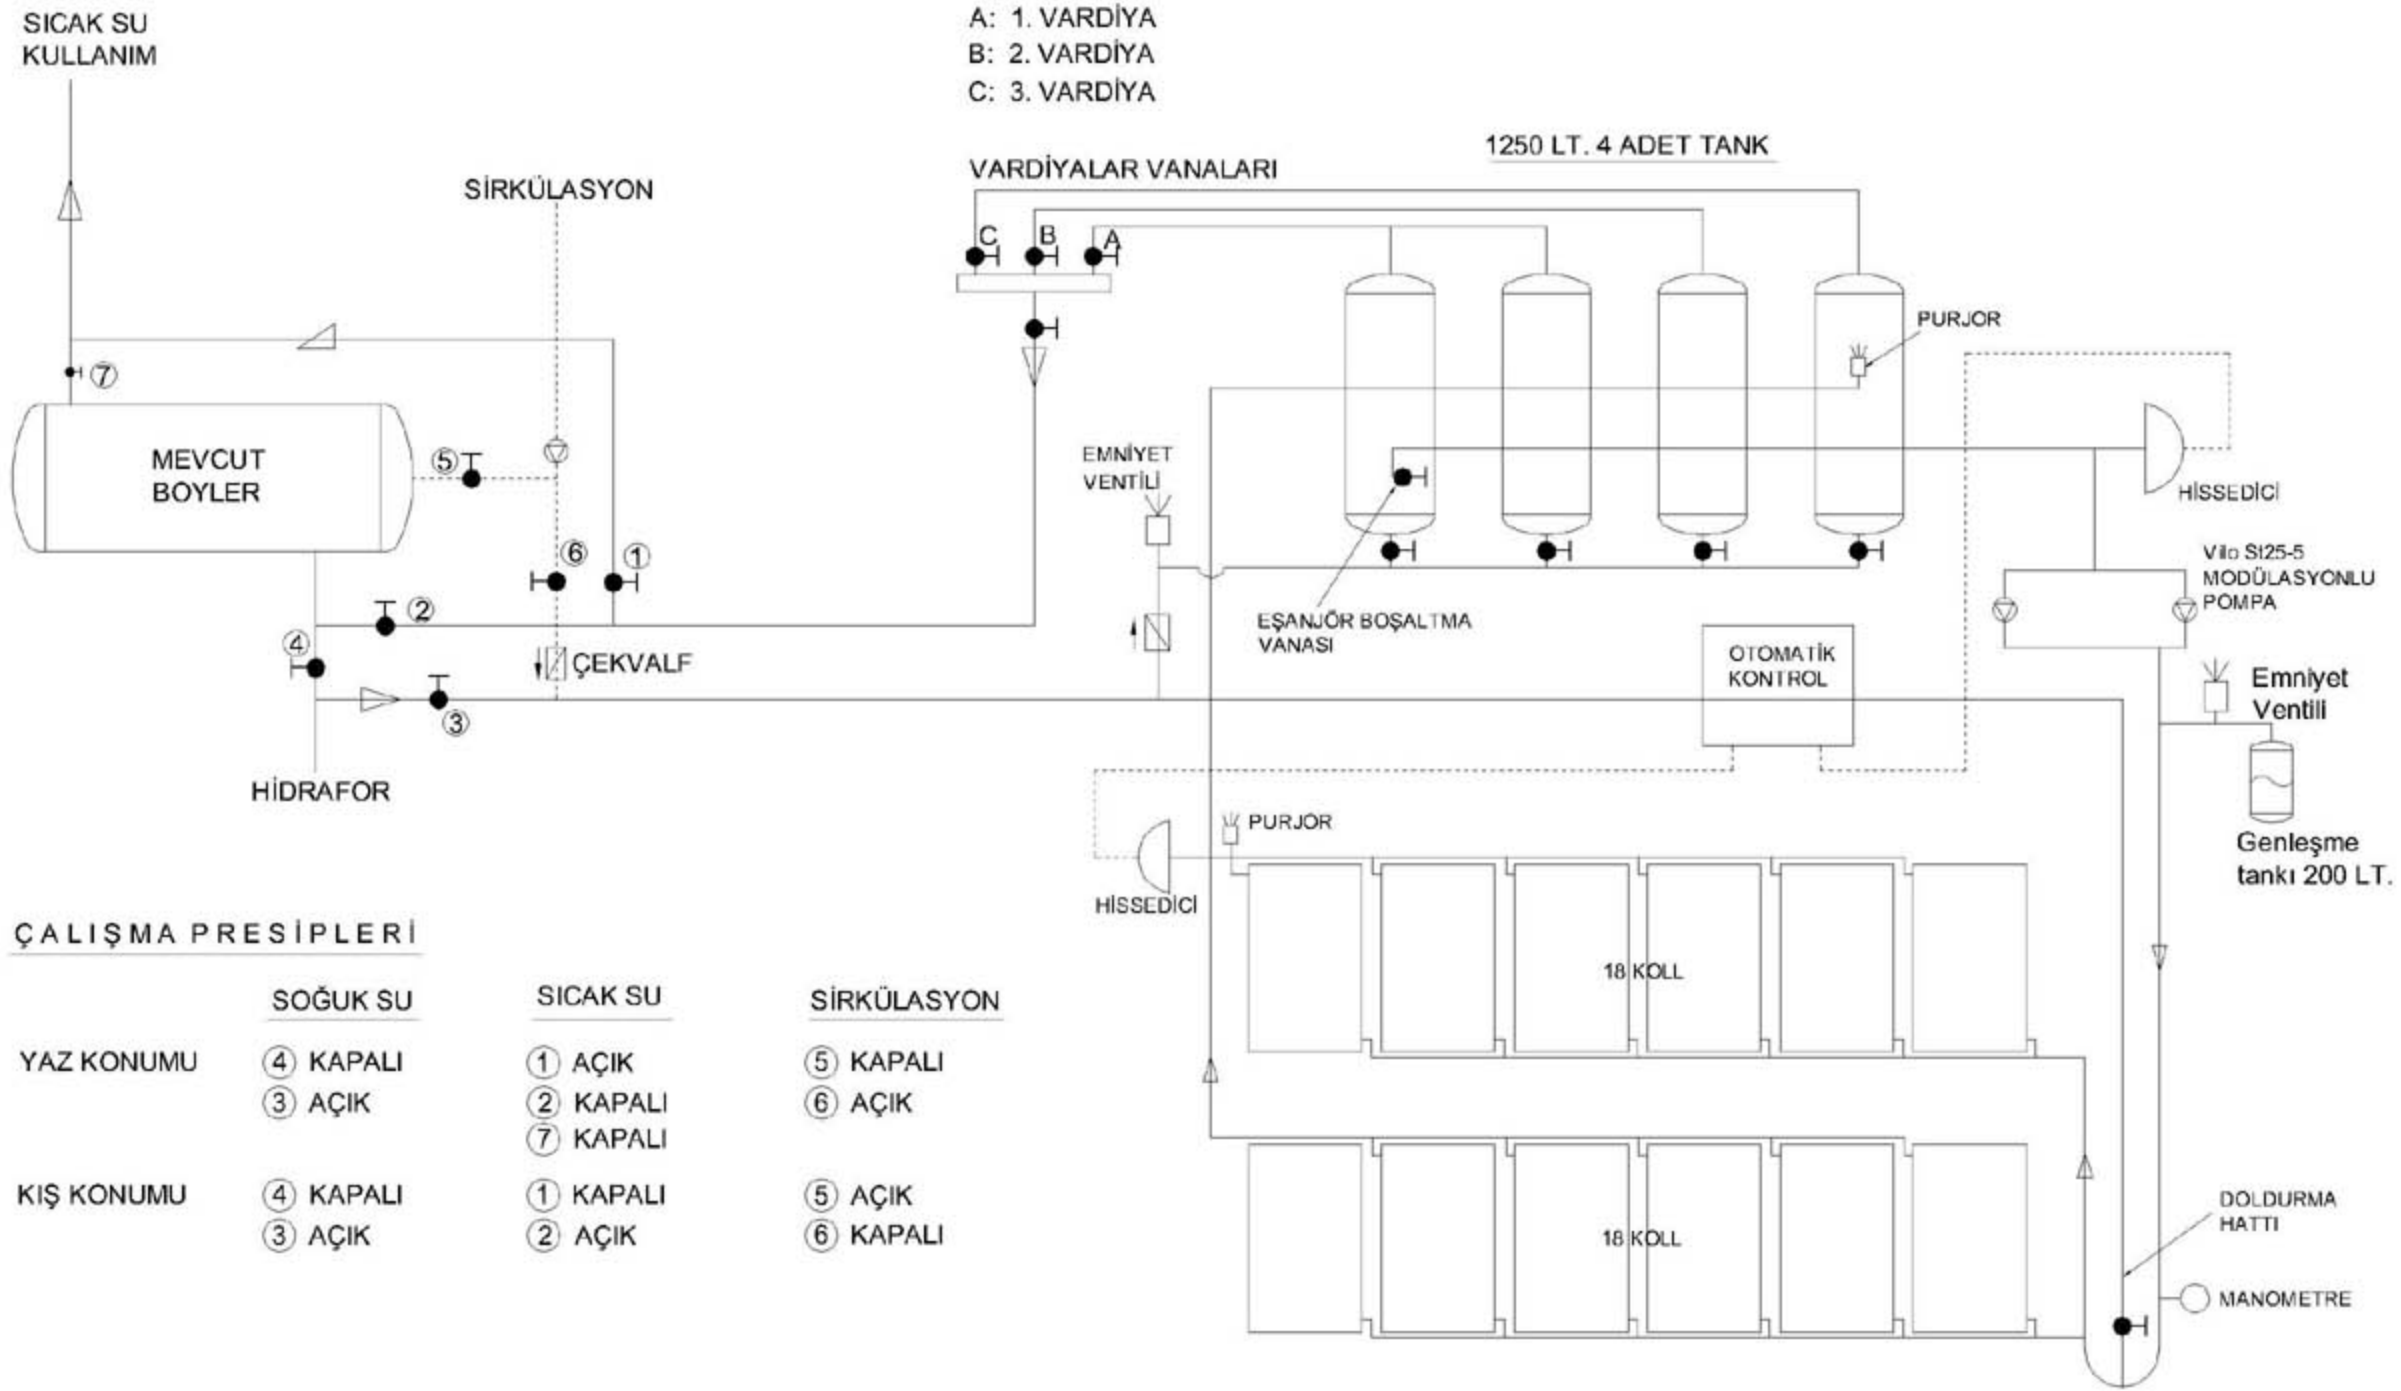 SICAK SU
KULLANIM
A: 1. VARDİYA
B: 2. VARDİYA
C: 3. VARDİYA
1250 LT. 4 ADET TANK
VARDİYALAR VANALARI
SİRKÜLASYON
C
B
A
PURJOR
7
MEVCUT
BOYLER
5
EMNİYET
VENTİLİ
HİSSEDİCİ
6
1
Vilo St25-5
MODÜLASYONLU
POMPA
2
EŞANJÖR BOŞALTMA
VANASI
4
ÇEKVALF
OTOMATİK
KONTROL
Emniyet
Ventili
3
HİDRAFOR
PURJOR
Genleşme
tankı 200 LT.
HİSSEDİCİ
18 KOLL
ÇALIŞMA PRESİPLERİ
SOĞUK SU SICAK SU SİRKÜLASYON
YAZ KONUMU 4 KAPALI 1 AÇIK 5 KAPALI
3 AÇIK 2 KAPALI 6 AÇIK
7 KAPALI
KIŞ KONUMU 4 KAPALI 1 KAPALI 5 AÇIK
3 AÇIK 2 AÇIK 6 KAPALI
18 KOLL
DOLDURMA
HATTI
MANOMETRE